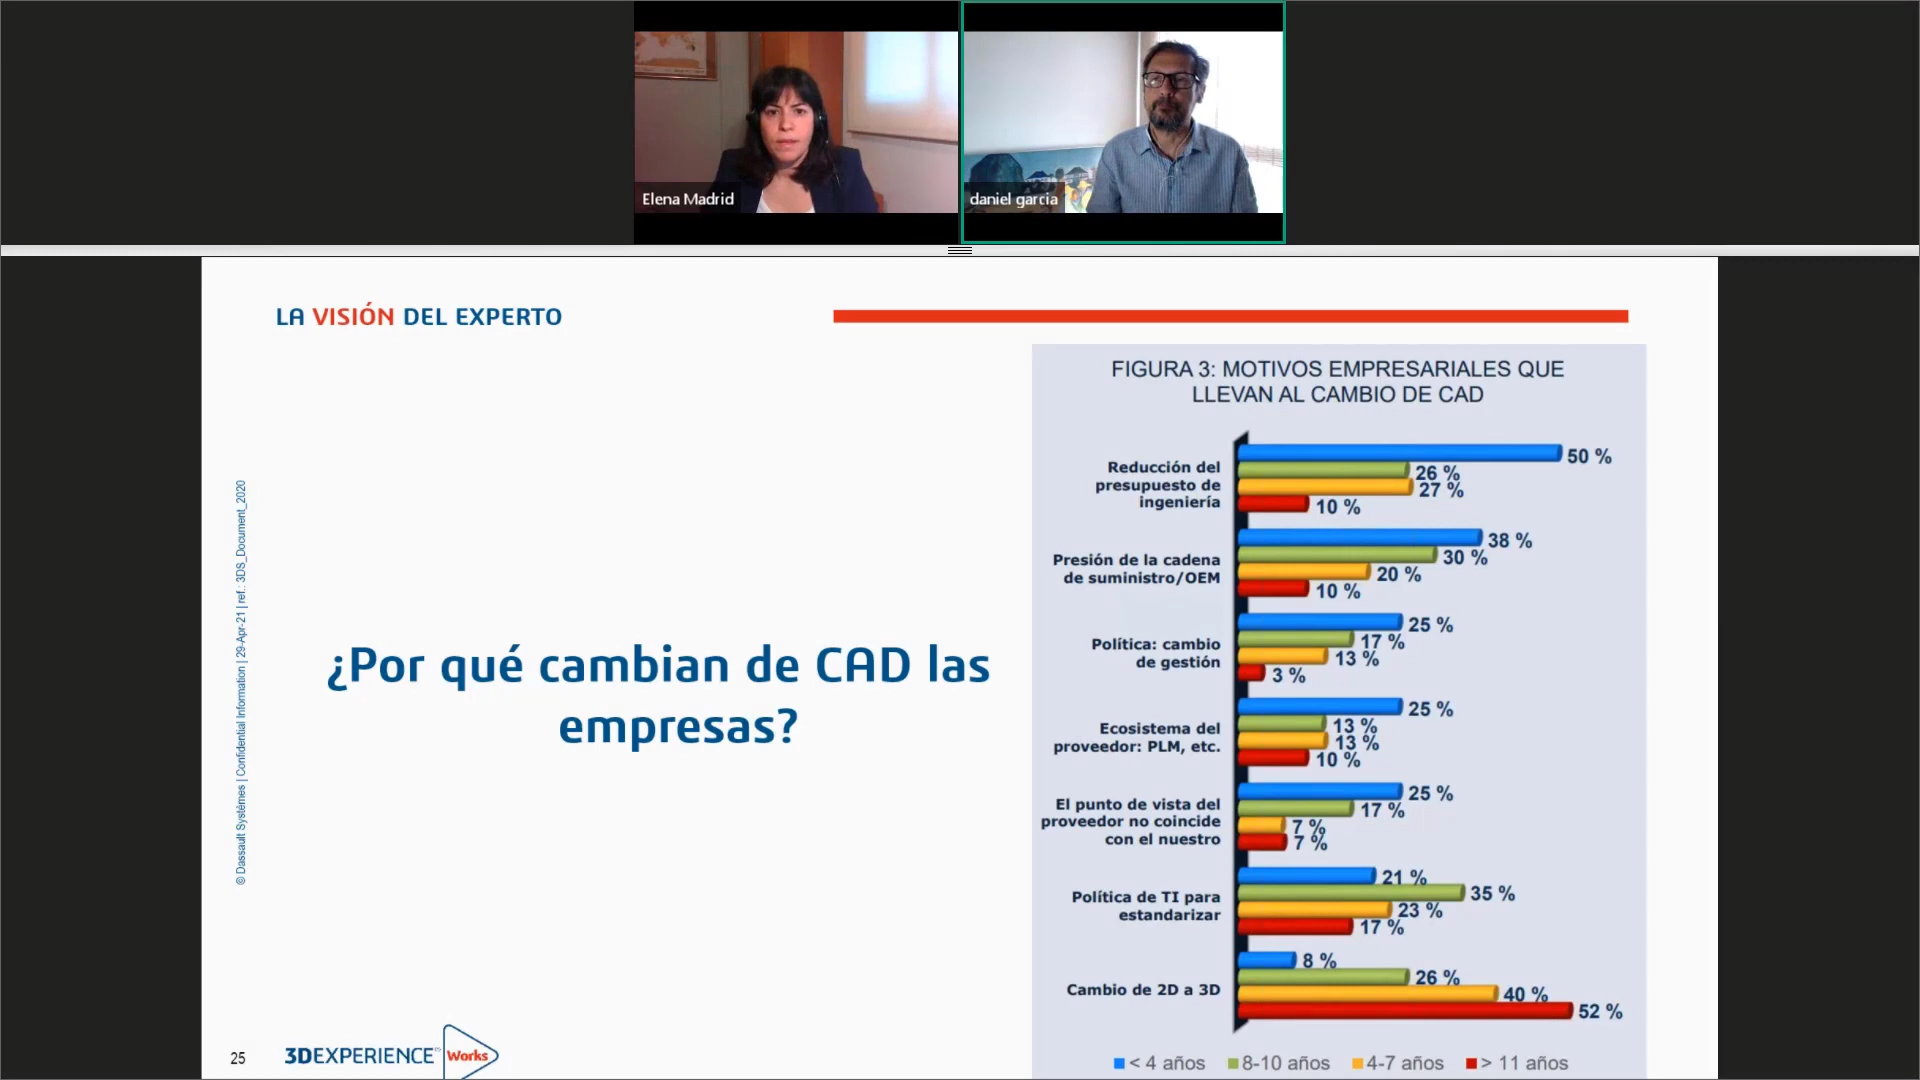 Elena Madrid
daniel garcia
LA VISIÓN DEL EXPERTO
¿Por qué cambian de CAD las
empresas?
FIGURA 3: MOTIVOS EMPRESARIALES QUE
LLEVAN AL CAMBIO DE CAD
Reducción del
presupuesto de
ingeniería
50 %
26 %
27 %
10 %
Presión de la cadena
de suministro/OEM
38 %
30 %
20 %
10 %
Política: cambio
de gestión
25 %
17 %
13 %
3 %
Ecosistema del
proveedor: PLM, etc.
25 %
13 %
13 %
10 %
El punto de vista del
proveedor no coincide
con el nuestro
25 %
17 %
7 %
7 %
Política de TI para
estandarizar
21 %
35 %
23 %
17 %
Cambio de 2D a 3D
8 %
26 %
40 %
52 %
< 4 años 8-10 años 4-7 años > 11 años
© Dassault Systèmes | Confidential Information | 29-Apr-21 | ref.: 3DS_Document_2020
25
3DEXPERIENCE Works